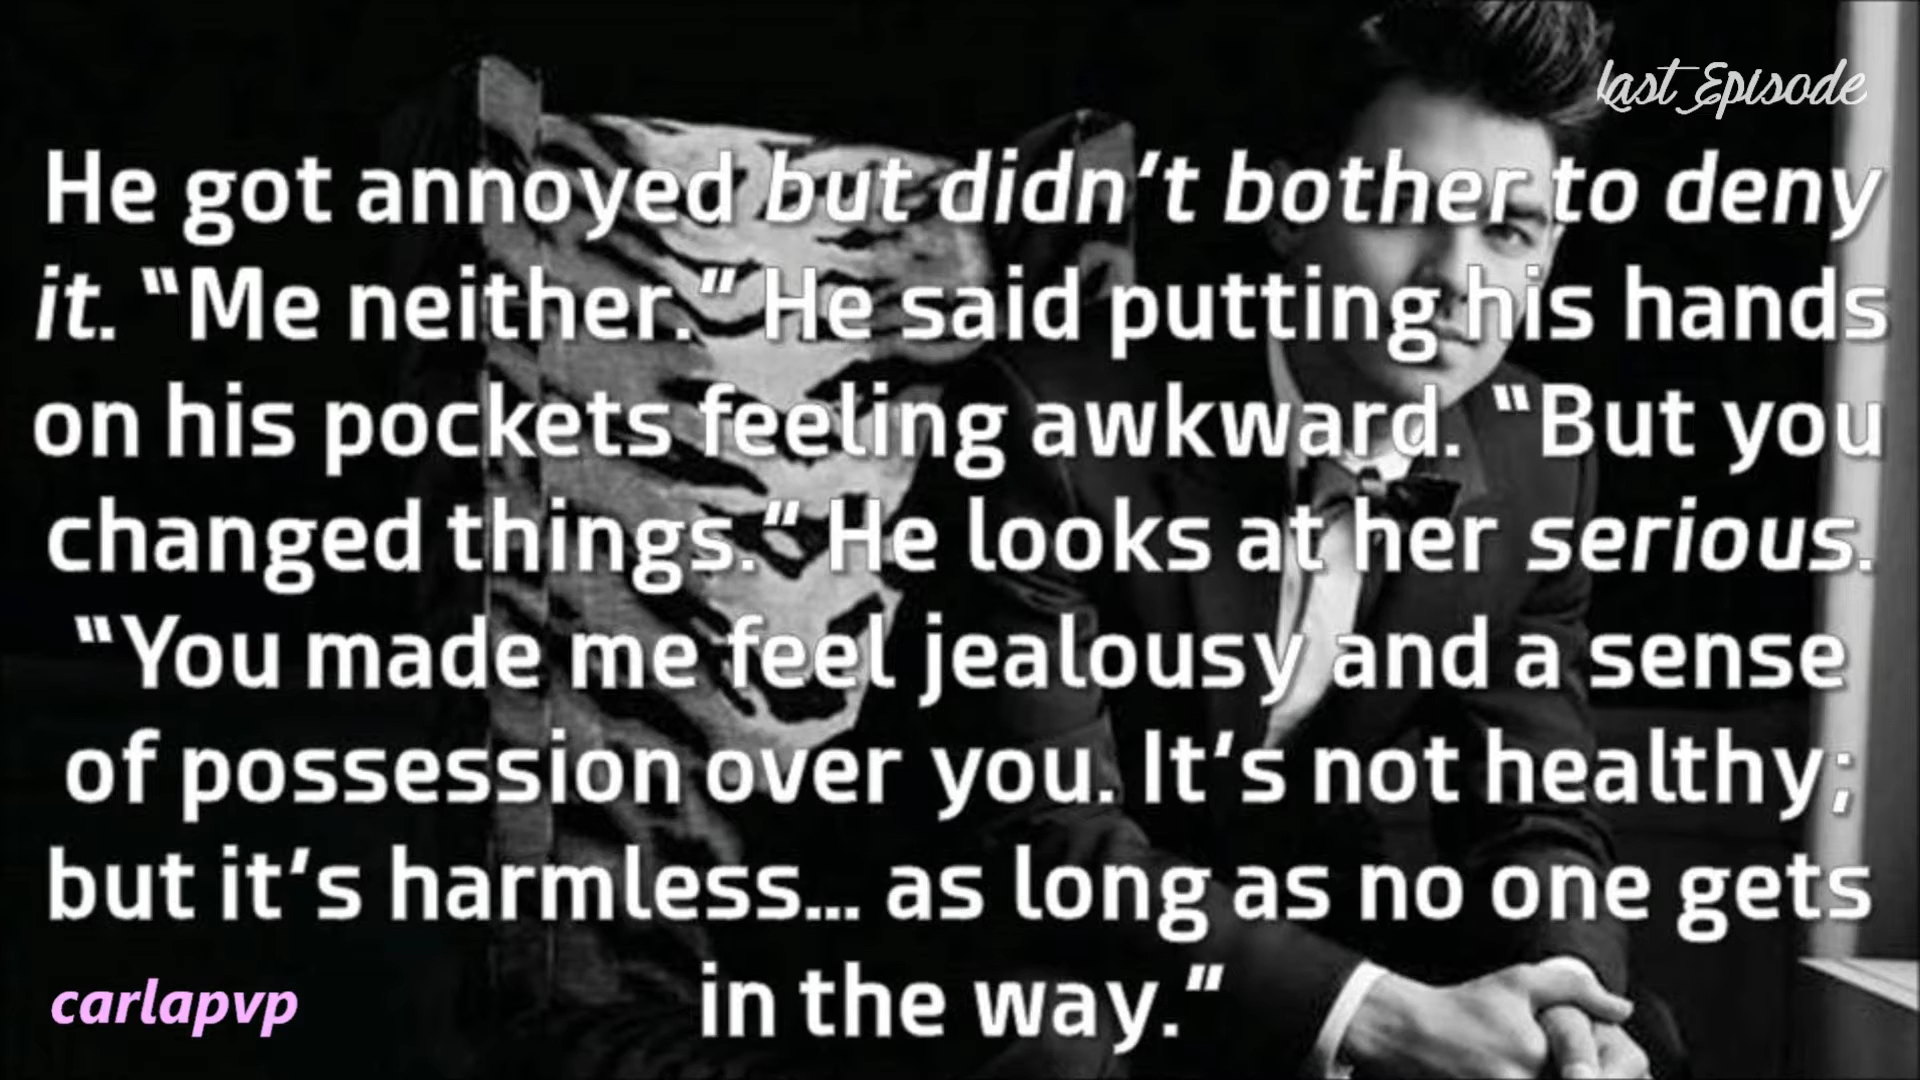 Last Episode
He got annoyed but didn't bother to deny
it. "Me neither." He said putting his hands
on his pockets feeling awkward. "But you
changed things." He looks at her serious.
"You made me feel jealousy and a sense
of possession over you. It's not healthy;
but it's harmless... as long as no one gets
in the way."
carlapvp